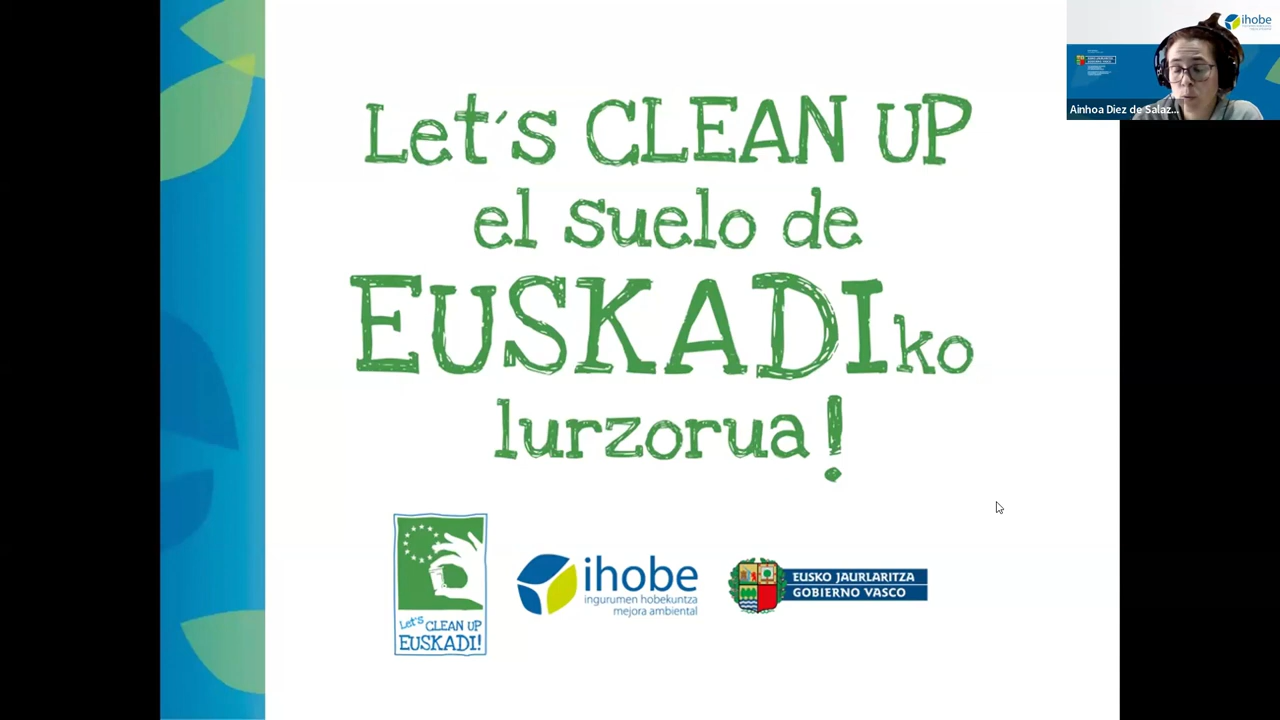 Let's CLEAN UP
el suelo de
EUSKADIko
lurzorua!
Let's CLEAN UP
EUSKADI!
ihobe
ingurumen hobekuntza
mejora ambiental
EUSKO JAURLARITZA
GOBIERNO VASCO
ihobe
Ainhoa Diez de Salaz...